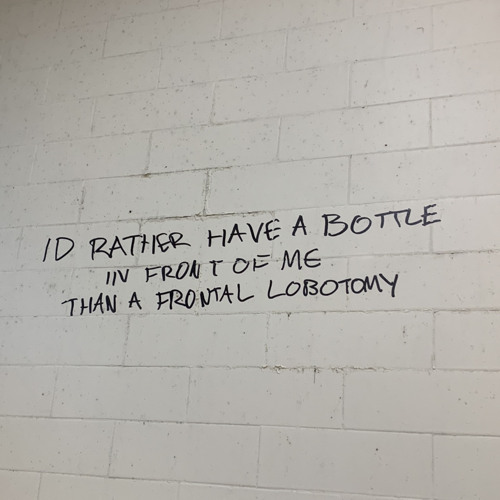 ID RATHER HAVE A BOTTLE
IN FRONT OF ME
THAN A FRONTAL LOBOTOMY